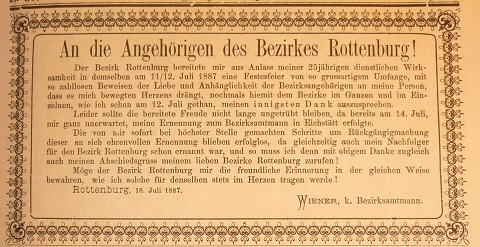 An die Angehörigen des Bezirkes Rottenburg!
Der Bezirk Rottenburg bereitete mir aus Anlass meiner 25jährigen dienstlichen Wirk-
samkeit in demselben am 11/12. Juli 1887 eine Festesfeier von so grossartigem Umfange, mit
so zahllosen Beweisen der Liebe und Anhänglichkeit der Bezirksangehörigen an meine Person,
dass es mich bewegten Herzens drängt, nochmals hiemit dem Bezirke im Ganzen und im Ein-
zelnen, wie ich schon am 12. Juli gethan, meinen innigsten Dank auszusprechen.
Leider sollte die bereitete Freude nicht lange ungetrübt bleiben, da bereits am 14. Juli,
mir ganz unerwartet, meine Ernennung zum Bezirksamtmann in Eichstätt erfolgte.
Die von mir sofort bei höchster Stelle gemachten Schritte um Rückgängigmachung
dieser an sich ehrenvollen Ernennung blieben erfolglos, da gleichzeitig auch mein Nachfolger
für den Bezirk Rottenburg schon ernannt war, und so muss ich denn mit obigem Danke zugleich
auch meinen Abschiedsgruss meinem lieben Bezirke Rottenburg zurufen!
Möge der Bezirk Rottenburg mir die freundliche Erinnerung in der gleichen Weise
bewahren, wie ich solche für denselben stets im Herzen tragen werde!
Rottenburg, 18. Juli 1887.
Wiener, k. Bezirksamtmann.